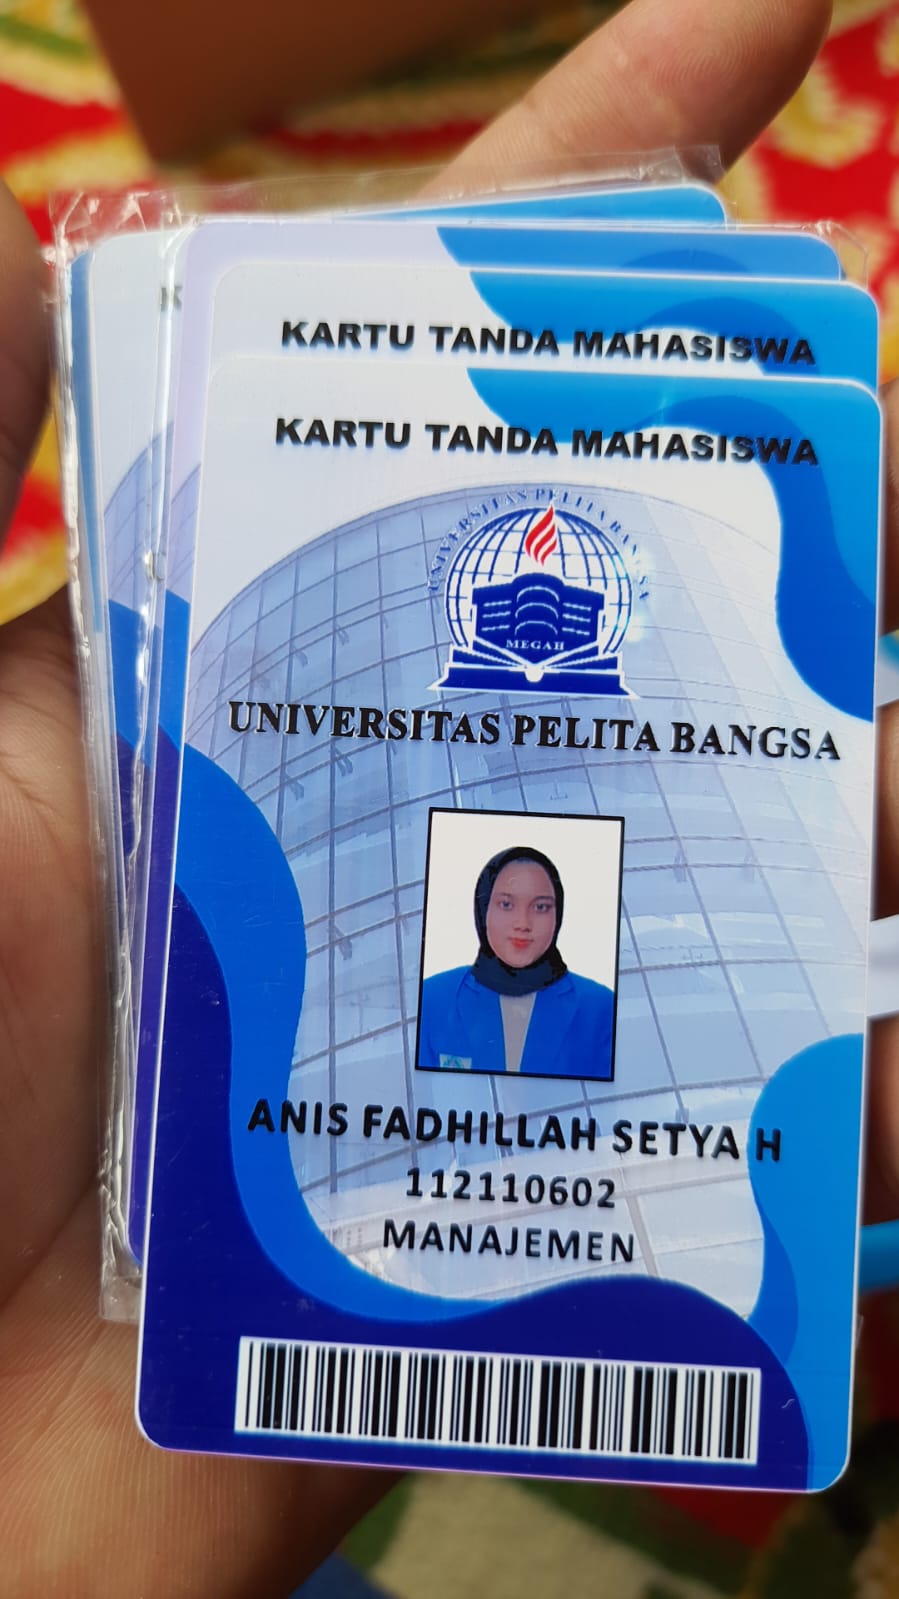 KARTU TANDA MAHASISWA
KARTU TANDA MAHASISWA
UNIVERSITAS PELITA BANGSA
MEGAH
UNIVERSITAS PELITA BANGSA
ANIS FADHILLAH SETYA H
112110602
MANAJEMEN